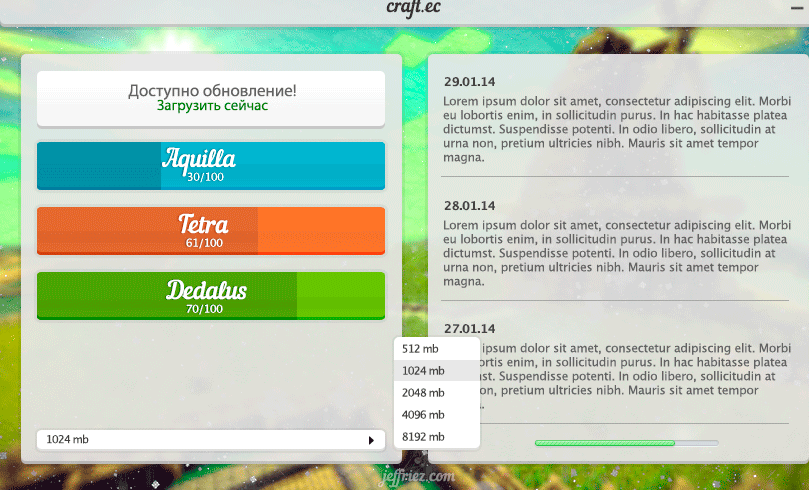 craft.ec
Доступно обновление!
Загрузить сейчас
Aquilla
30/100
Tetra
61/100
Dedalus
70/100
1024 mb
512 mb
1024 mb
2048 mb
4096 mb
8192 mb
29.01.14
Lorem ipsum dolor sit amet, consectetur adipiscing elit. Morbi
eu lobortis enim, in sollicitudin purus. In hac habitasse platea
dictumst. Suspendisse potenti. In odio libero, sollicitudin at
urna non, pretium ultricies nibh. Mauris sit amet tempor
magna.
28.01.14
Lorem ipsum dolor sit amet, consectetur adipiscing elit. Morbi
eu lobortis enim, in sollicitudin purus. In hac habitasse platea
dictumst. Suspendisse potenti. In odio libero, sollicitudin at
urna non, pretium ultricies nibh. Mauris sit amet tempor
magna.
27.01.14
ipsum dolor sit amet, consectetur adipiscing elit. Morbi
enim, in sollicitudin purus. In hac habitasse platea
Suspendisse potenti. In odio libero, sollicitudin at
pretium ultricies nibh. Mauris sit amet tempor
jeffriez.com